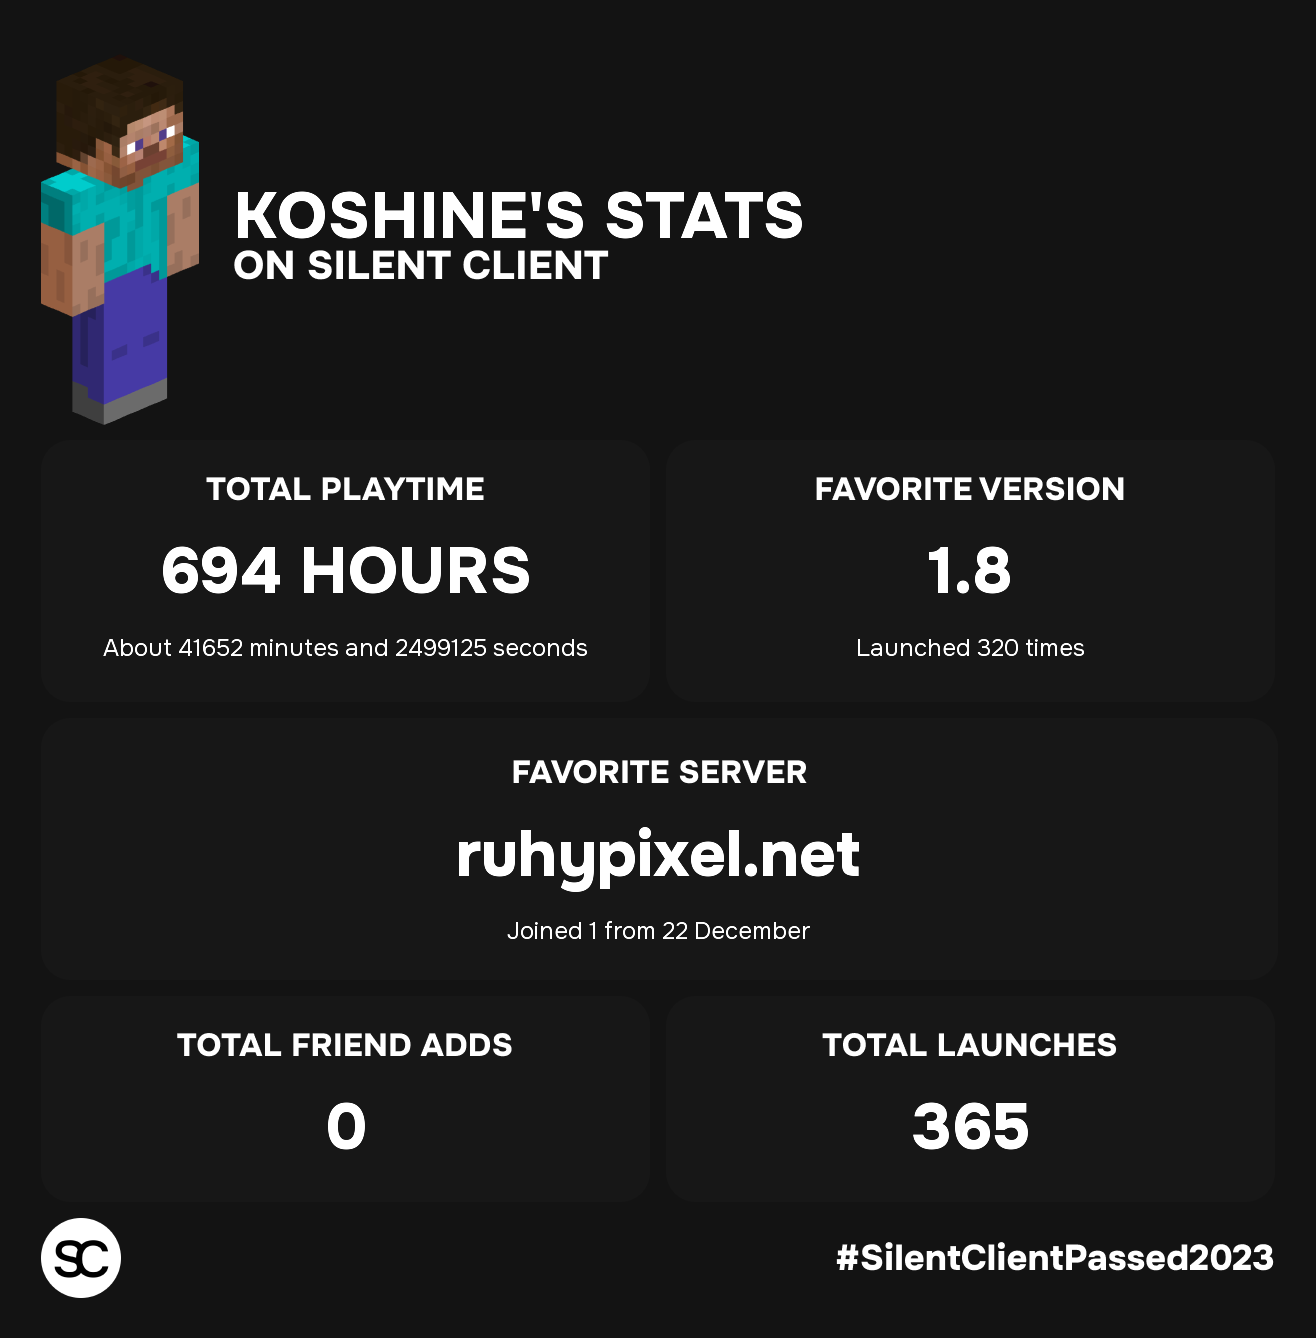 KOSHINE'S STATS
ON SILENT CLIENT
TOTAL PLAYTIME
694 HOURS
About 41652 minutes and 2499125 seconds
FAVORITE VERSION
1.8
Launched 320 times
FAVORITE SERVER
ruhypixel.net
Joined 1 from 22 December
TOTAL FRIEND ADDS
0
TOTAL LAUNCHES
365
SC
#SilentClientPassed2023